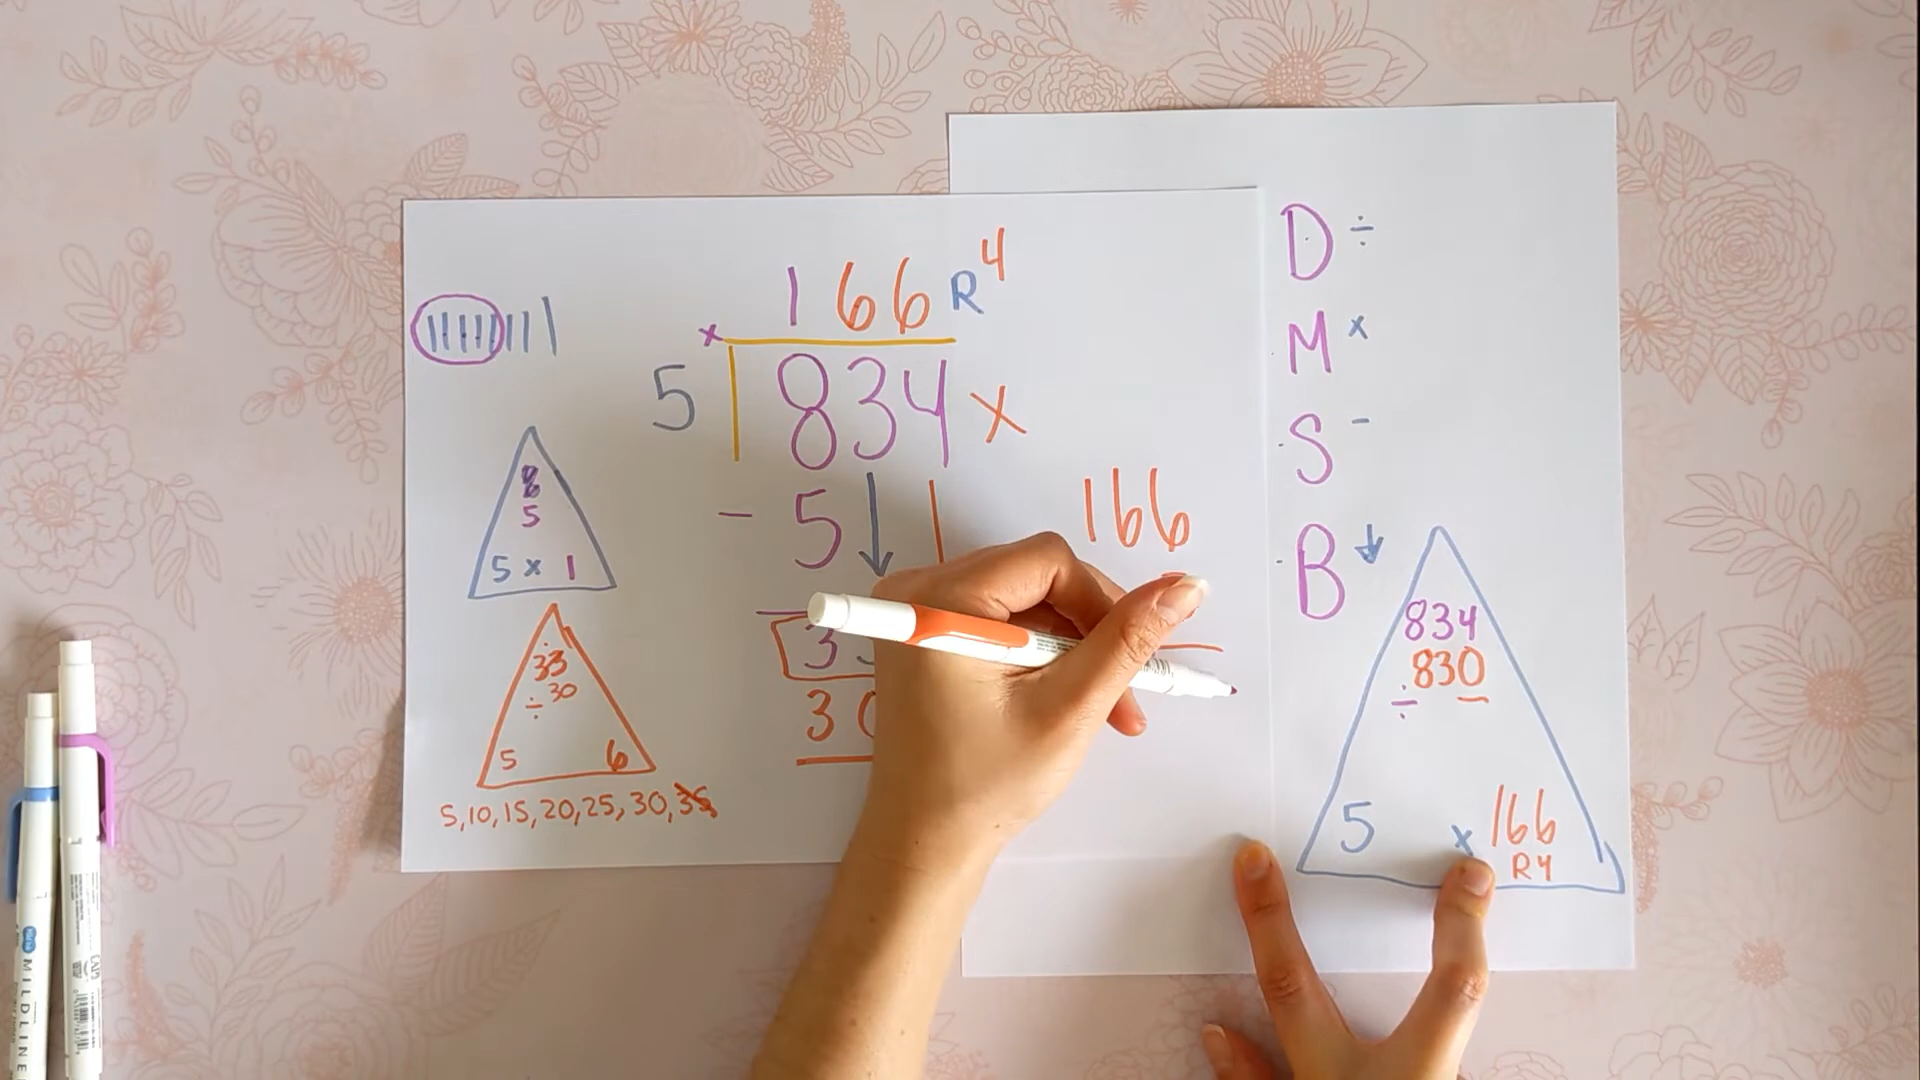 166 R4
x
5 834 x
- 5
3
30
8
5
5 x 1
÷
33
÷ 30
5 6
5, 10, 15, 20, 25, 30, 35
166
D ÷
M x
S -
B ↓
834
÷ 830
5 x 166
R4
MILDLINE